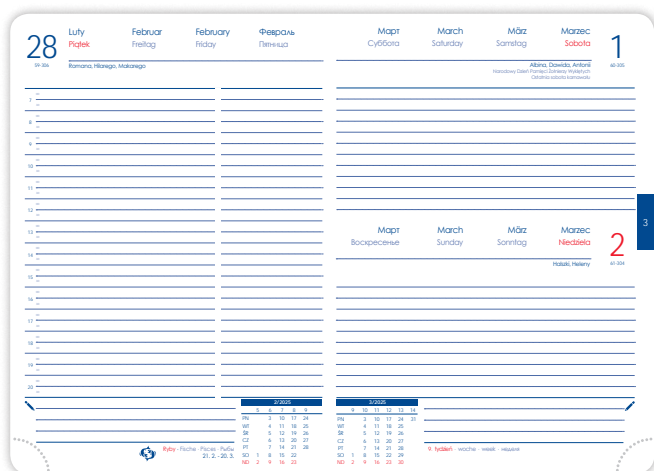 28
59-306
Luty
Piątek
Februar
Freitag
February
Friday
Февраль
Пятница
Romana, Hilarego, Makarego
7
8
9
10
11
12
13
14
15
16
17
18
19
20
Ryby - Fische - Pisces - Рыбы
21. 2. - 20. 3.
2/2025
5 6 7 8 9
PN 3 10 17 24
WT 4 11 18 25
ŚR 5 12 19 26
CZ 6 13 20 27
PT 7 14 21 28
SO 1 8 15 22
ND 2 9 16 23
Март
Суббота
March
Saturday
März
Samstag
Marzec
Sobota
1
60-305
Albina, Dawida, Antonii
Narodowy Dzień Pamięci Żołnierzy Wyklętych
Ostatnia sobota karnawału
3
Март
Воскресенье
March
Sunday
März
Sonntag
Marzec
Niedziela
2
61-304
Halszki, Heleny
3/2025
9 10 11 12 13 14
PN 3 10 17 24 31
WT 4 11 18 25
ŚR 5 12 19 26
CZ 6 13 20 27
PT 7 14 21 28
SO 1 8 15 22 29
ND 2 9 16 23 30
9. tydzień - woche - week - неделя